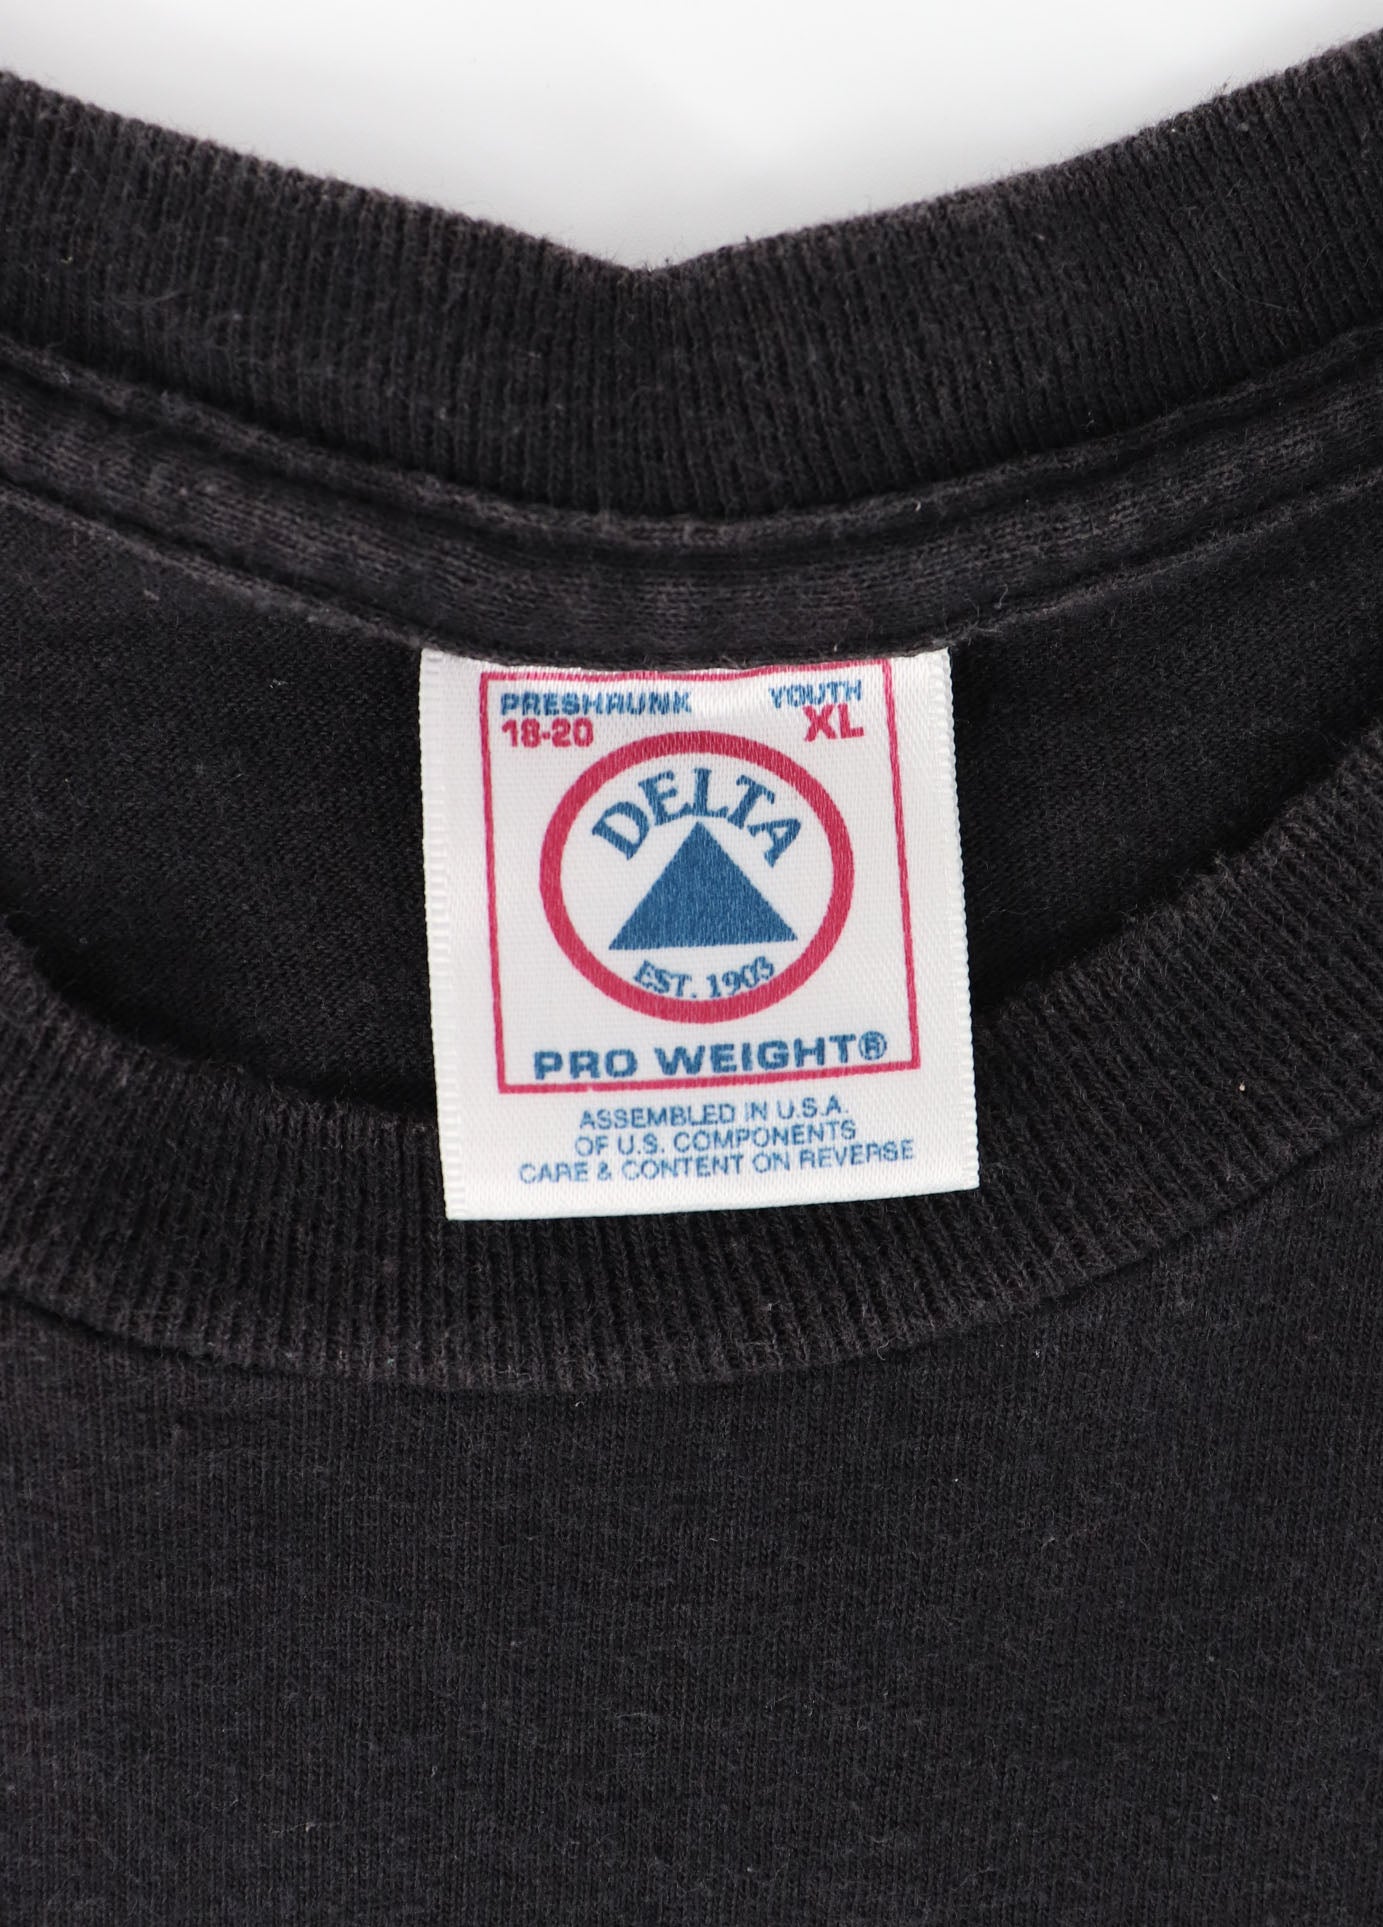 PRESHRUNK YOUTH
18-20 XL
DELTA
EST. 1903
PRO WEIGHT®
ASSEMBLED IN U.S.A.
OF U.S. COMPONENTS
CARE & CONTENT ON REVERSE